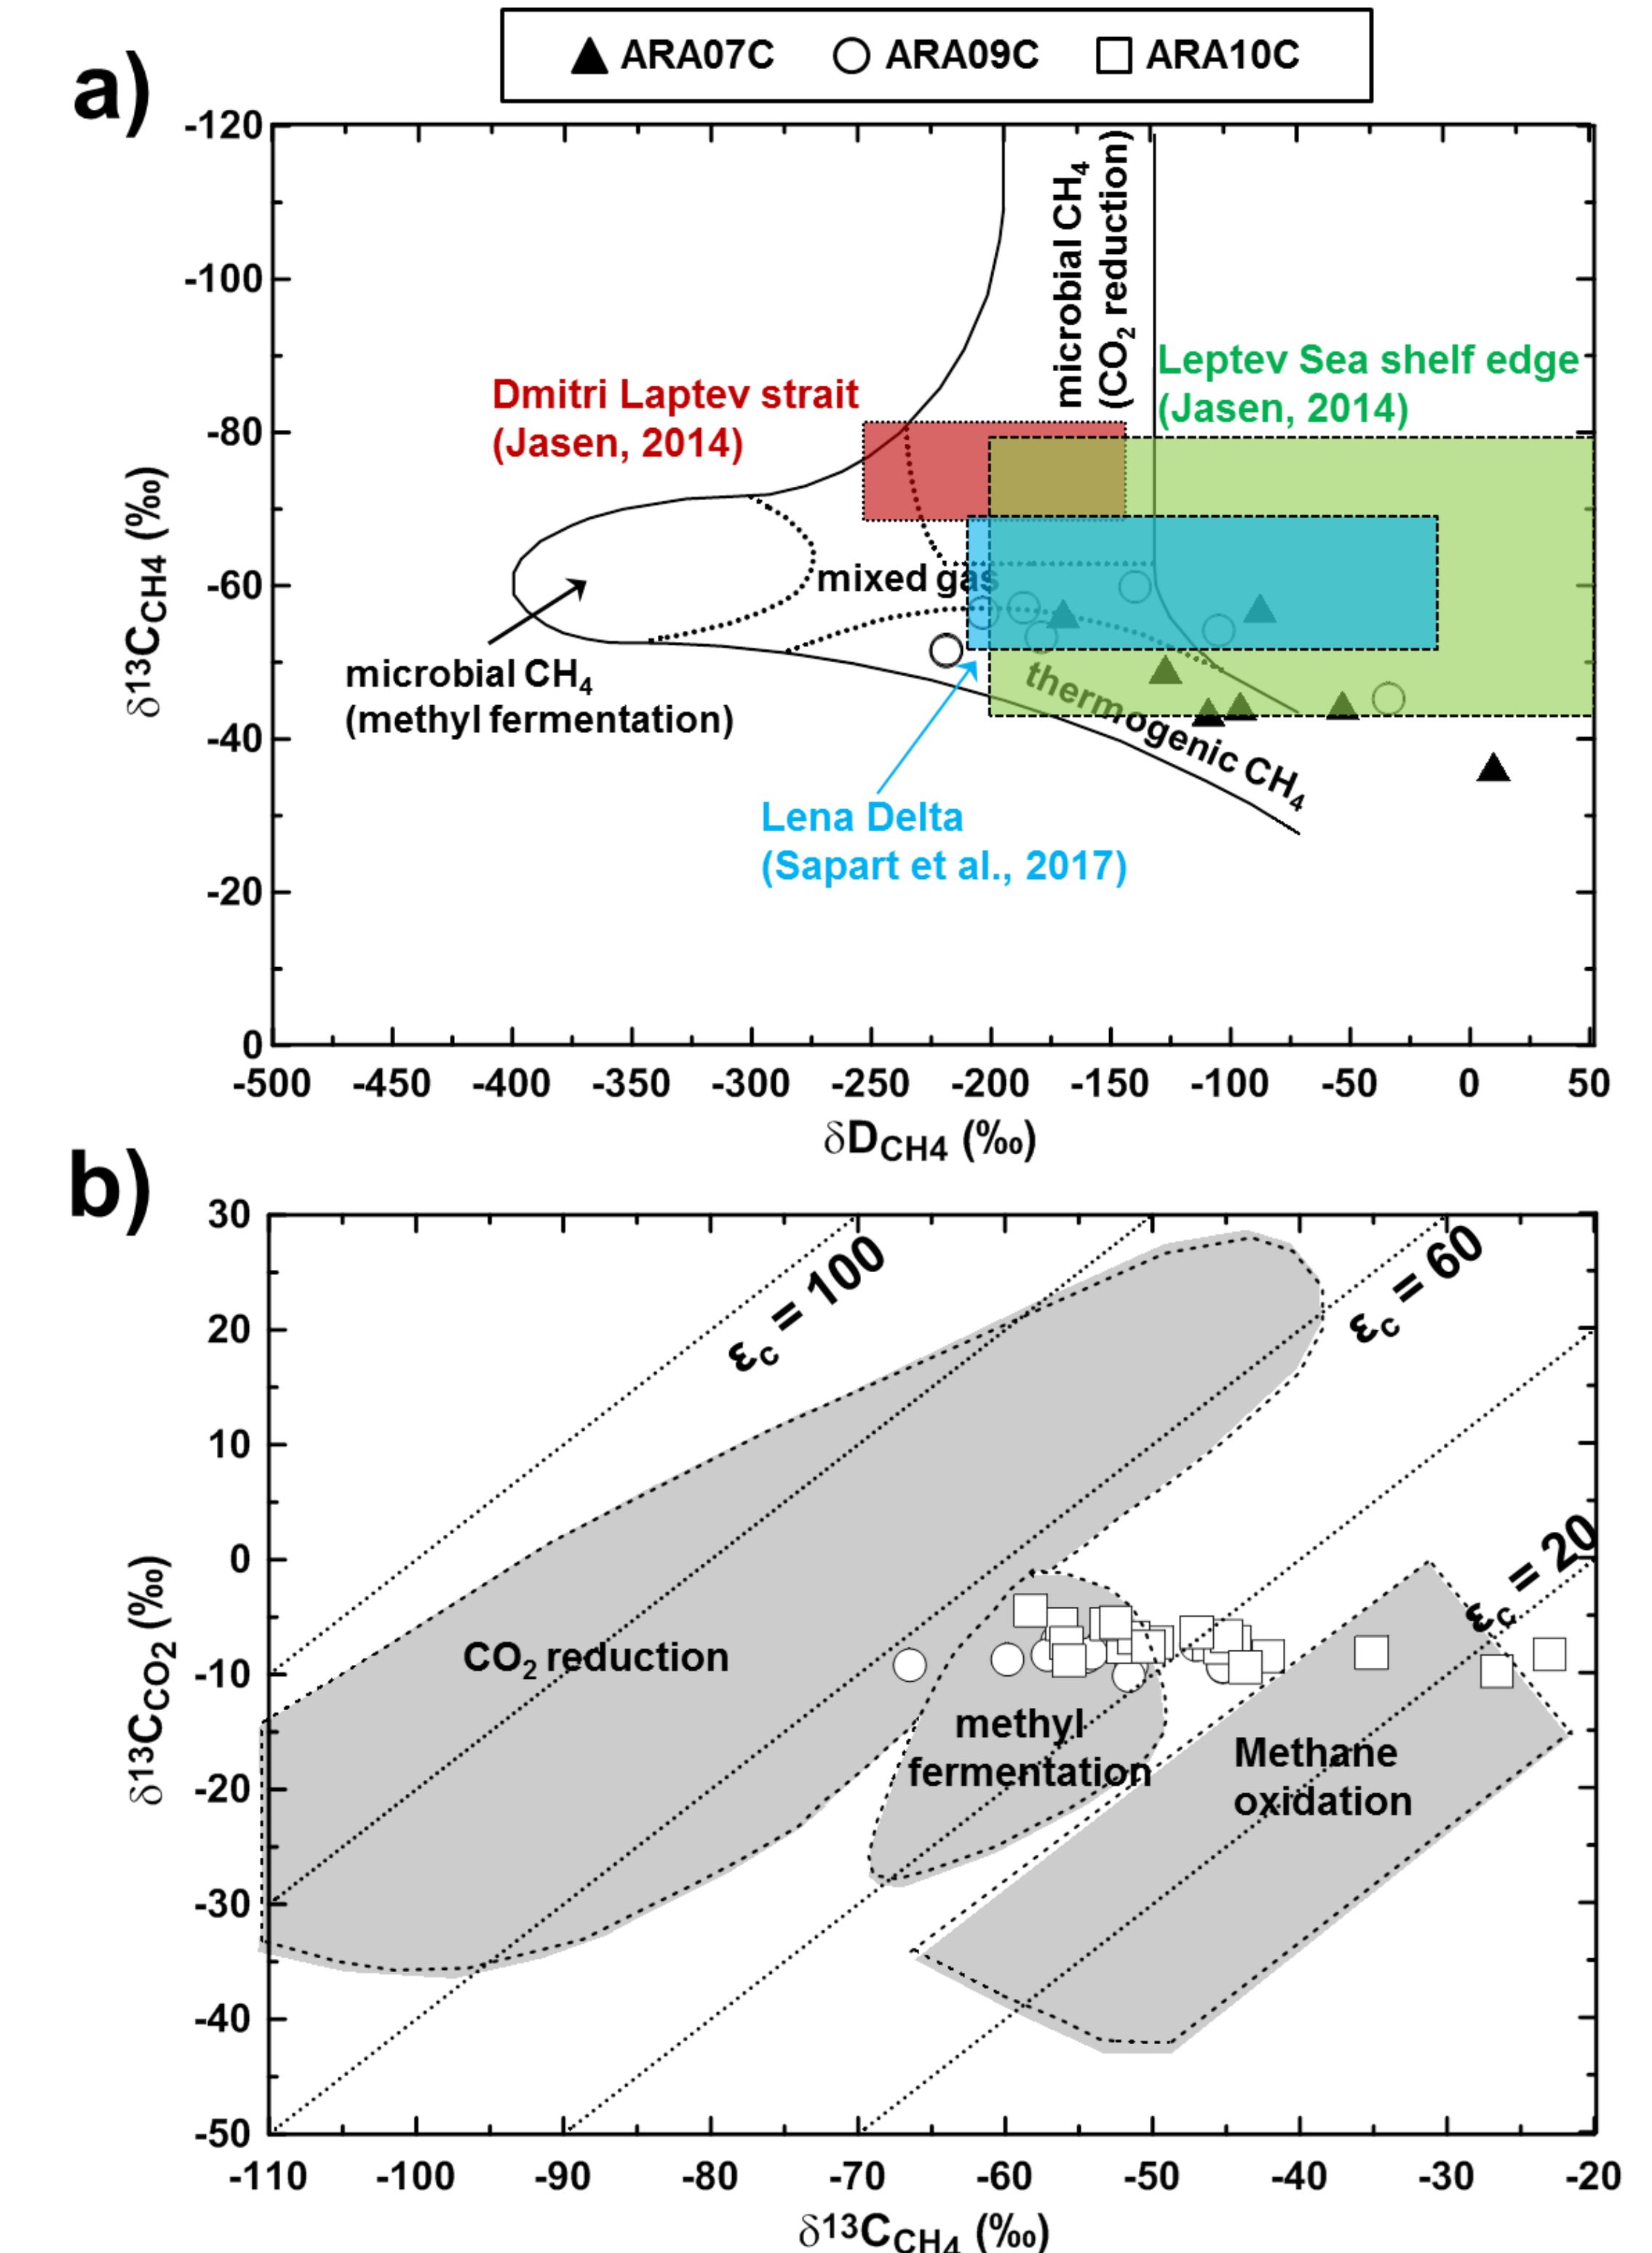 ARA07C ARA09C ARA10C
a)
-120
-100
-80
-60
-40
-20
0
δ13CCH4 (‰)
microbial CH4
(CO2 reduction)
Leptev Sea shelf edge
(Jasen, 2014)
Dmitri Laptev strait
(Jasen, 2014)
mixed gas
microbial CH4
(methyl fermentation)
thermogenic CH4
Lena Delta
(Sapart et al., 2017)
-500 -450 -400 -350 -300 -250 -200 -150 -100 -50 0 50
δDCH4 (‰)
b)
30
20
10
0
-10
-20
-30
-40
-50
δ13CCO2 (‰)
εc = 100
εc = 60
εc = 20
CO2 reduction
methyl
fermentation
Methane
oxidation
-110 -100 -90 -80 -70 -60 -50 -40 -30 -20
δ13CCH4 (‰)